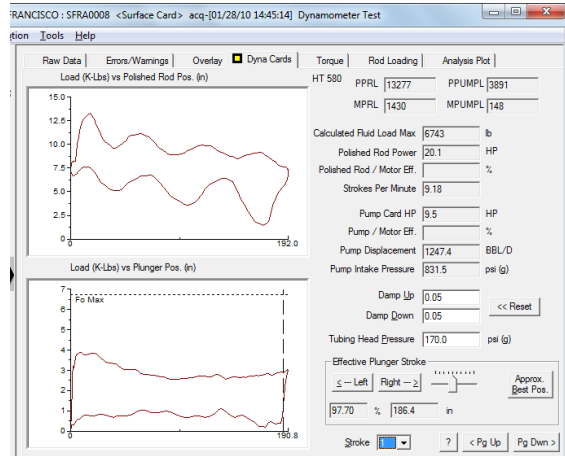 FRANCISCO : SFRA0008 <Surface Card> acq-[01/28/10 14:45:14] Dynamometer Test
tion Tools Help
Raw Data Errors/Warnings Overlay Dyna Cards Torque Rod Loading Analysis Plot
Load (K-Lbs) vs Polished Rod Pos. (in)
15.0
12.5
10.0
7.5
5.0
2.5
0
0 192.0
Load (K-Lbs) vs Plunger Pos. (in)
7
Fo Max
6
5
4
3
2
1
0
0 190.8
HT 580 PPRL 13277 PPUMPL 3891
MPRL 1430 MPUMPL 148
Calculated Fluid Load Max 6743 lb
Polished Rod Power 20.1 HP
Polished Rod / Motor Eff. %
Strokes Per Minute 9.18
Pump Card HP 9.5 HP
Pump / Motor Eff. %
Pump Displacement 1247.4 BBL/D
Pump Intake Pressure 831.5 psi (g)
Damp Up 0.05
Damp Down 0.05
<< Reset
Tubing Head Pressure 170.0 psi (g)
Effective Plunger Stroke
< -- Left Right -- > Approx. Best Pos.
97.70 % 186.4 in
Stroke 1 ? < Pg Up Pg Dwn >